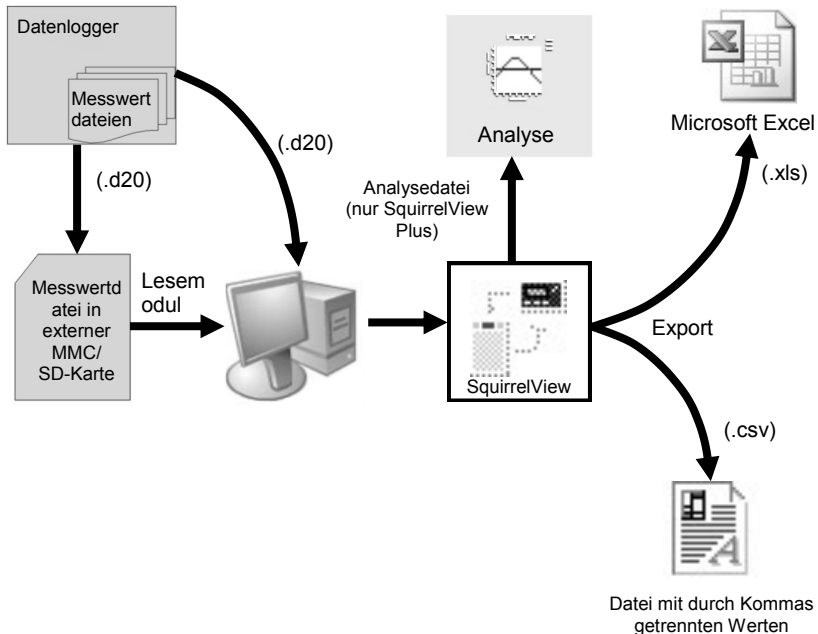 Datenlogger
Messwert
dateien
(.d20)
(.d20)
Messwertd
atei in
externer
MMC/
SD-Karte
Lesem
odul
Analyse
Analysedatei
(nur SquirrelView
Plus)
SquirrelView
Microsoft Excel
(.xls)
Export
(.csv)
Datei mit durch Kommas
getrennten Werten